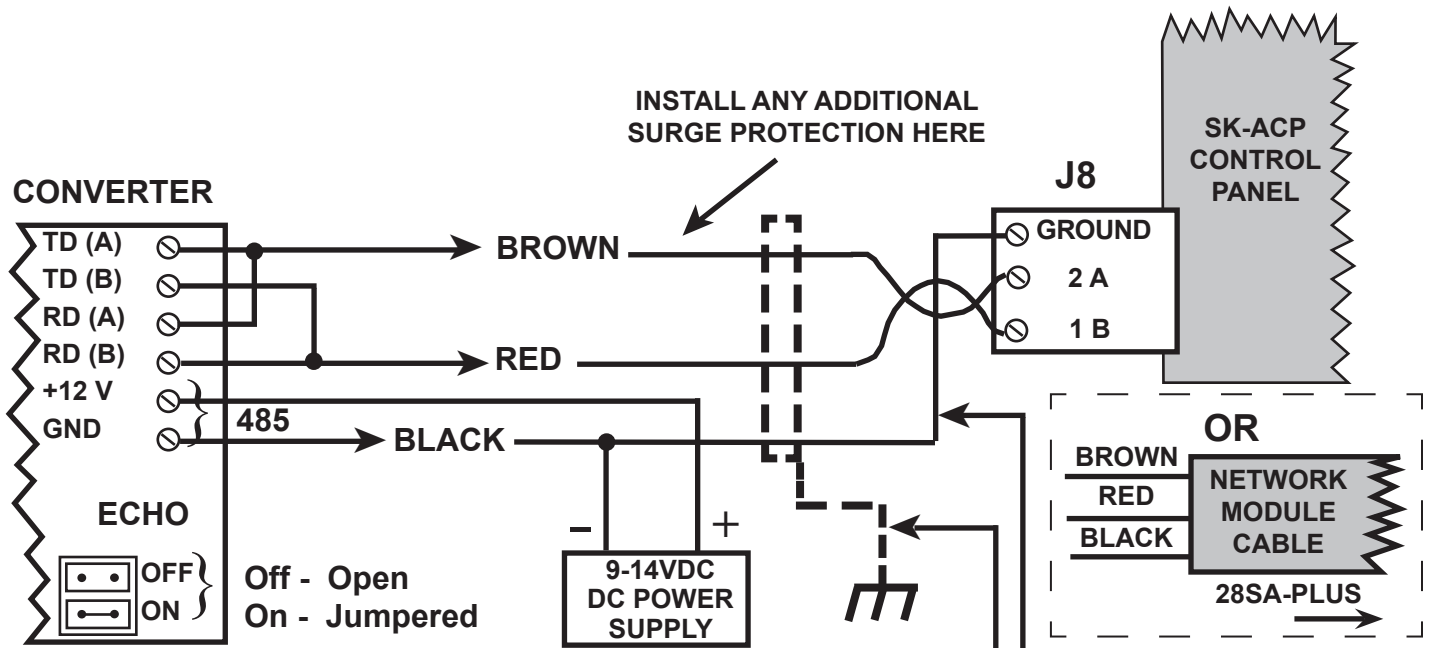 INSTALL ANY ADDITIONAL
SURGE PROTECTION HERE
SK-ACP
CONTROL
PANEL
J8
CONVERTER
TD (A)
TD (B)
RD (A)
RD (B)
+12 V
GND
485
BROWN
RED
BLACK
GROUND
2 A
1 B
ECHO
OFF
ON
Off - Open
On - Jumpered
– +
9-14VDC
DC POWER
SUPPLY
OR
BROWN
RED
BLACK
NETWORK
MODULE
CABLE
28SA-PLUS